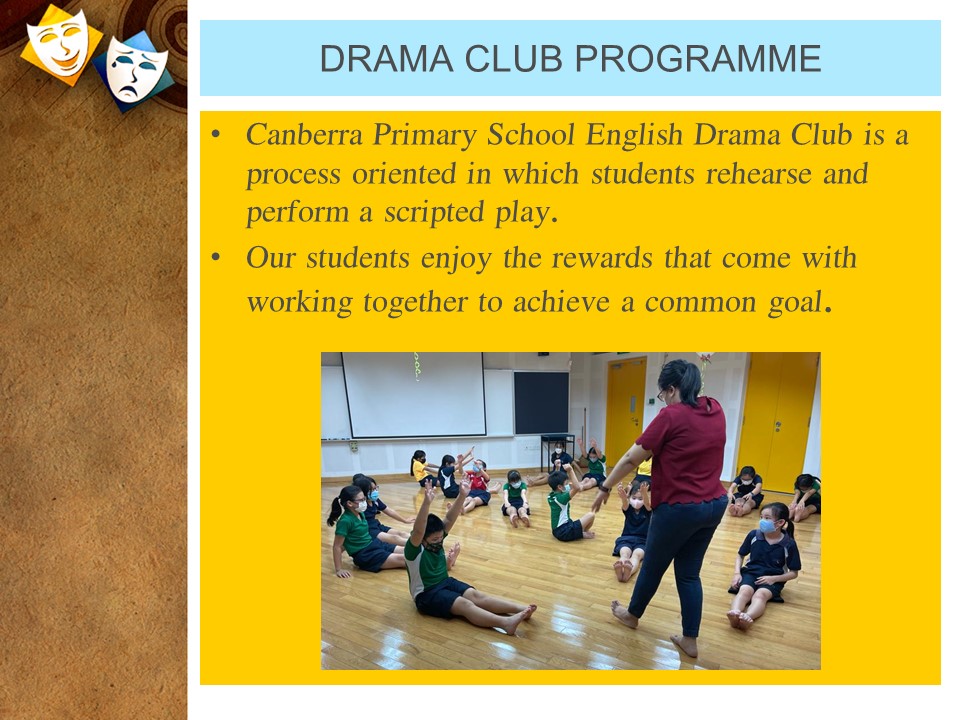 DRAMA CLUB PROGRAMME
• Canberra Primary School English Drama Club is a
process oriented in which students rehearse and
perform a scripted play.
• Our students enjoy the rewards that come with
working together to achieve a common goal.